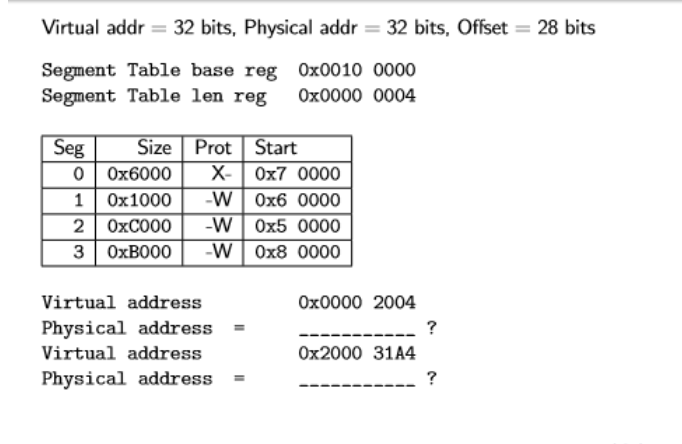 Virtual addr = 32 bits, Physical addr = 32 bits, Offset = 28 bits
Segment Table base reg 0x0010 0000
Segment Table len reg 0x0000 0004
Seg Size Prot Start
0 0x6000 X- 0x7 0000
1 0x1000 -W 0x6 0000
2 0xC000 -W 0x5 0000
3 0xB000 -W 0x8 0000
Virtual address 0x0000 2004
Physical address = ___________ ?
Virtual address 0x2000 31A4
Physical address = ___________ ?